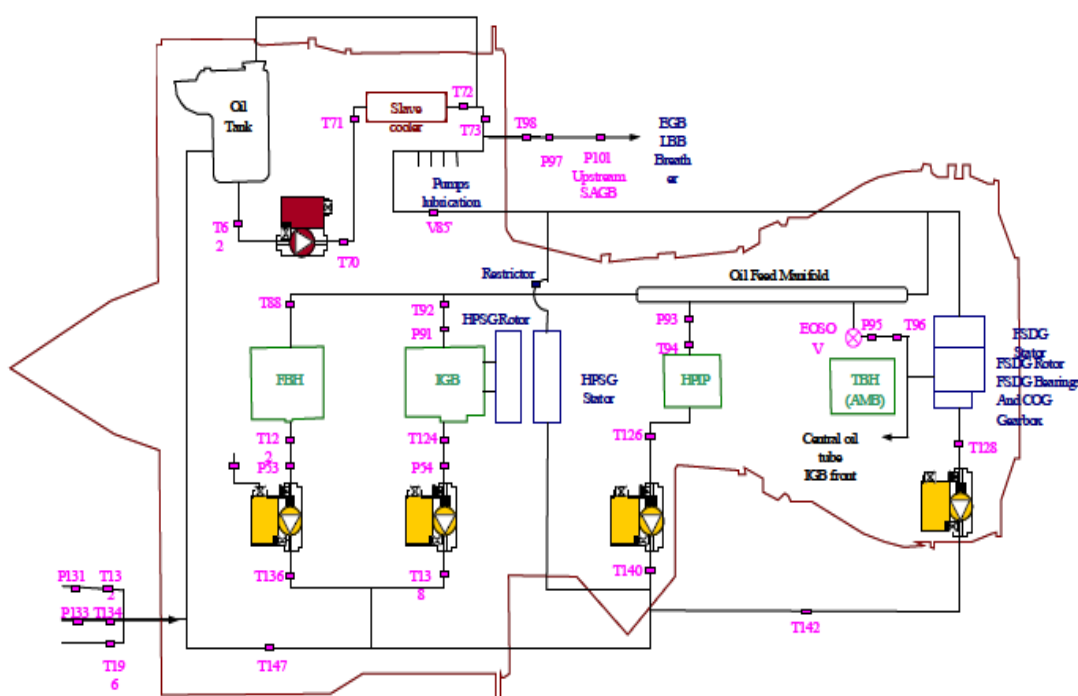 Oil
Tank
T71
Slave
cooler
T72
T73
T98
P97
P101
Upstream
SAGB
EGB
LBB
Breath
er
Pumps
lubrication
V85'
T6
2
T70
Restrictor
Oil Feed Manifold
T88
T92
P91
HPSG Rotor
P93
T94
EOSO
V
P95
T96
FSDG
Stator
FSDG Rotor
FSDG Bearings
And COG
Gearbox
FBH
IGB
HPSG
Stator
HPIP
TBH
(AMB)
T12
2
P53
T124
P54
T126
Central oil
tube
IGB front
T128
T136
T13
8
T140
P131
T13
2
P133
T134
T19
6
T147
T142